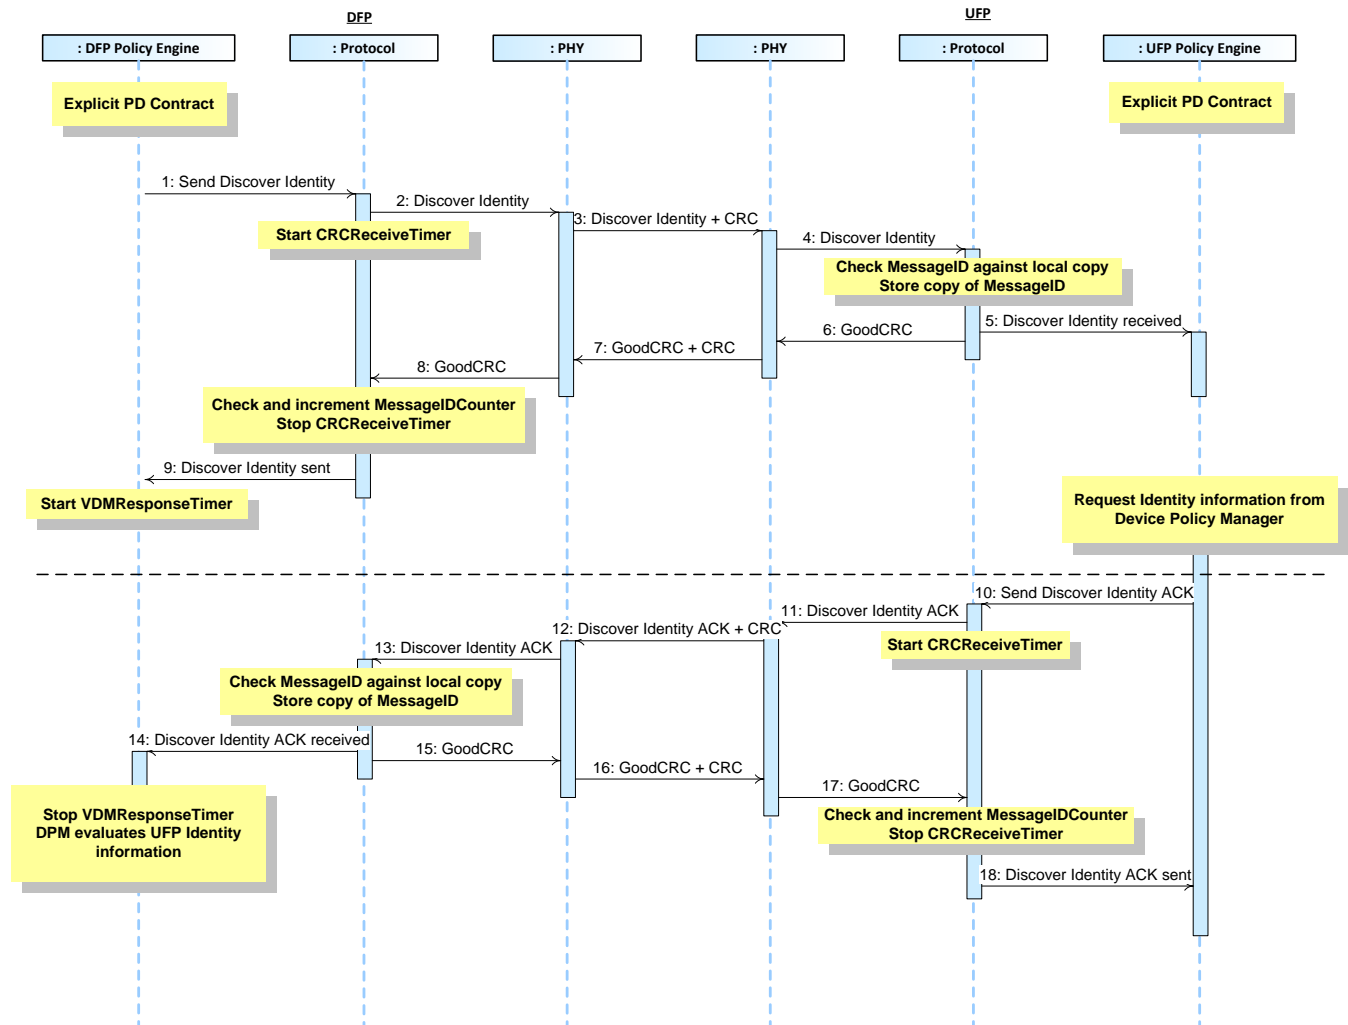 DFP
UFP
: DFP Policy Engine
: Protocol
: PHY
: PHY
: Protocol
: UFP Policy Engine
Explicit PD Contract
Explicit PD Contract
1: Send Discover Identity
2: Discover Identity
3: Discover Identity + CRC
Start CRCReceiveTimer
4: Discover Identity
Check MessageID against local copy
Store copy of MessageID
5: Discover Identity received
6: GoodCRC
7: GoodCRC + CRC
8: GoodCRC
Check and increment MessageIDCounter
Stop CRCReceiveTimer
9: Discover Identity sent
Start VDMResponseTimer
Request Identity information from
Device Policy Manager
10: Send Discover Identity ACK
11: Discover Identity ACK
12: Discover Identity ACK + CRC
Start CRCReceiveTimer
13: Discover Identity ACK
Check MessageID against local copy
Store copy of MessageID
14: Discover Identity ACK received
15: GoodCRC
16: GoodCRC + CRC
17: GoodCRC
Stop VDMResponseTimer
DPM evaluates UFP Identity
information
Check and increment MessageIDCounter
Stop CRCReceiveTimer
18: Discover Identity ACK sent